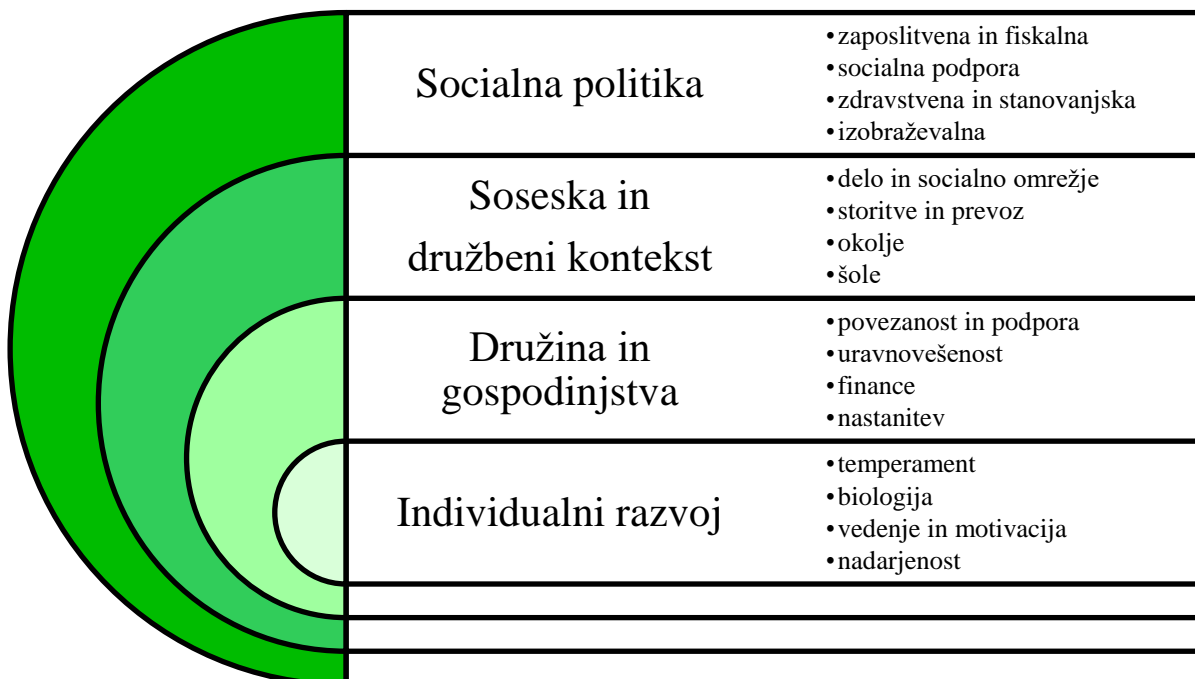 Socialna politika
•zaposlitvena in fiskalna
•socialna podpora
•zdravstvena in stanovanjska
•izobraževalna
Soseska in
družbeni kontekst
•delo in socialno omrežje
•storitve in prevoz
•okolje
•šole
Družina in
gospodinjstva
•povezanost in podpora
•uravnovešenost
•finance
•nastanitev
Individualni razvoj
•temperament
•biologija
•vedenje in motivacija
•nadarjenost